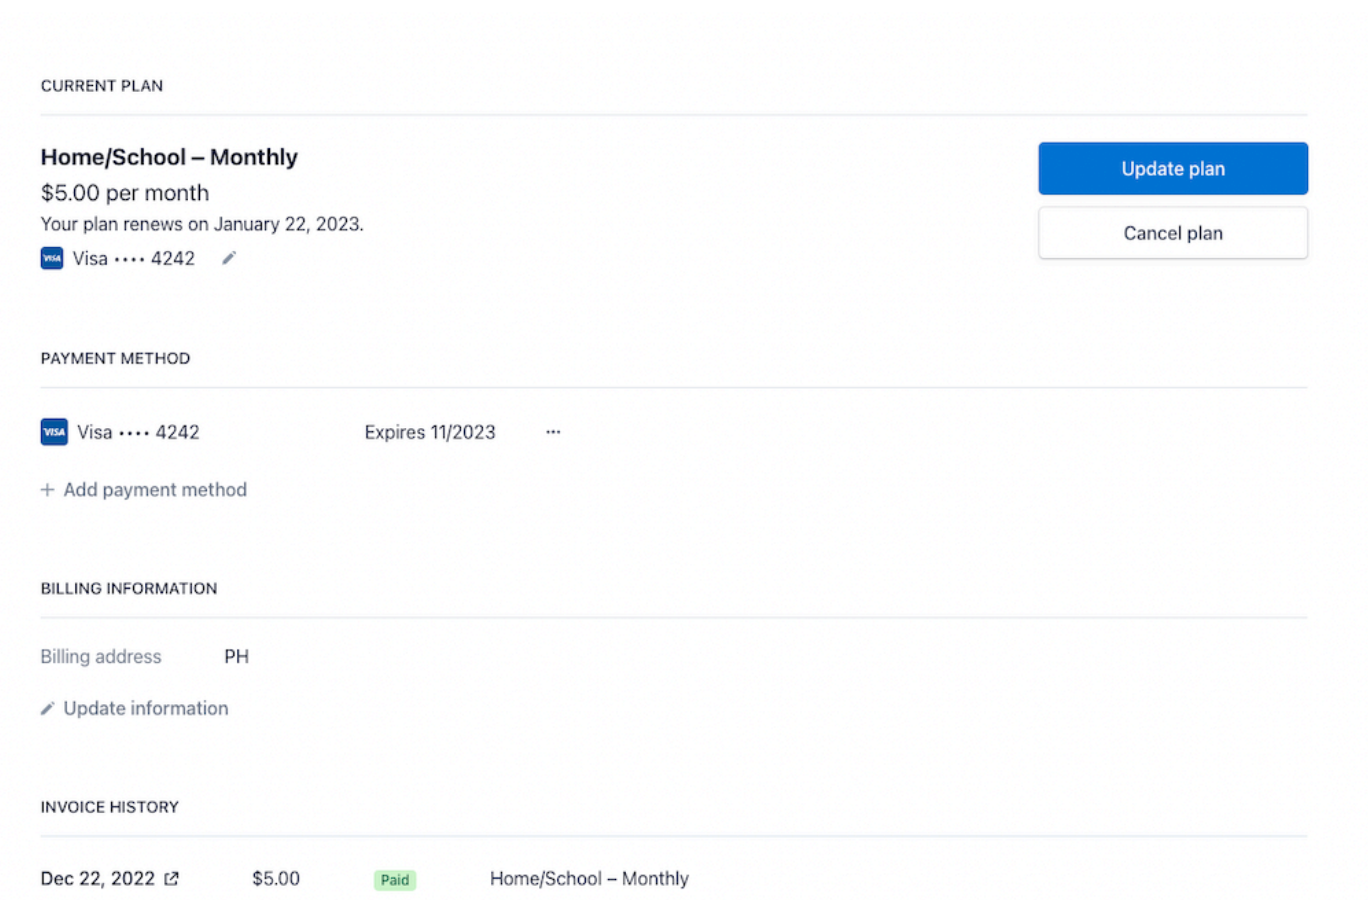 CURRENT PLAN
Home/School – Monthly
$5.00 per month
Your plan renews on January 22, 2023.
VISA Visa •••• 4242
Update plan
Cancel plan
PAYMENT METHOD
VISA Visa •••• 4242 Expires 11/2023 •••
+ Add payment method
BILLING INFORMATION
Billing address PH
Update information
INVOICE HISTORY
Dec 22, 2022 $5.00 Paid Home/School – Monthly